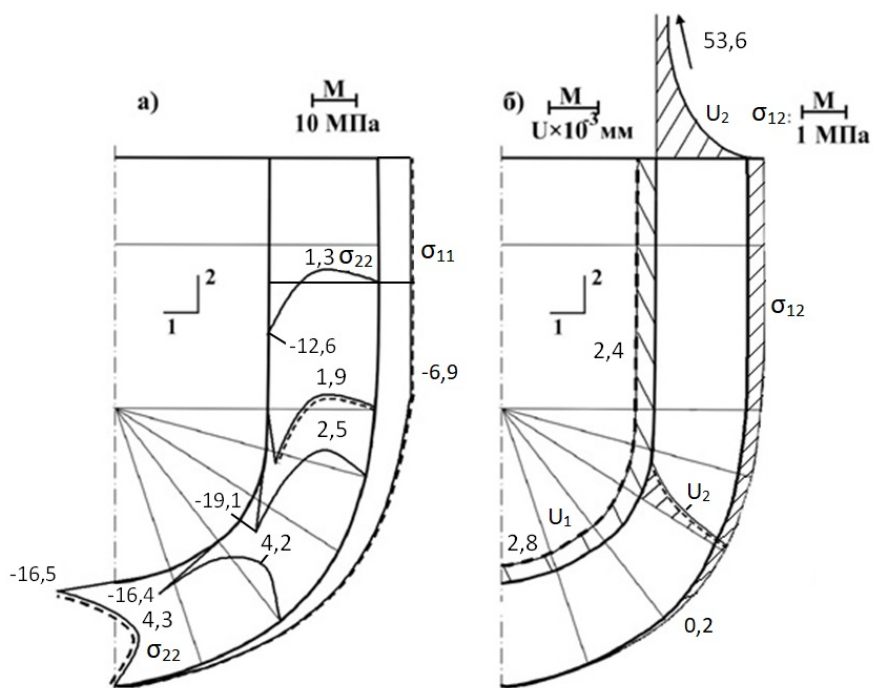 53,6
а)
M
10 МПа
б)
M
U×10⁻³ мм
U₂
σ₁₂:
M
1 МПа
1,3
σ₂₂
σ₁₁
2
1
2
1
σ₁₂
-12,6
2,4
1,9
-6,9
2,5
-19,1
U₂
U₁
4,2
2,8
-16,5
-16,4
4,3
0,2
σ₂₂